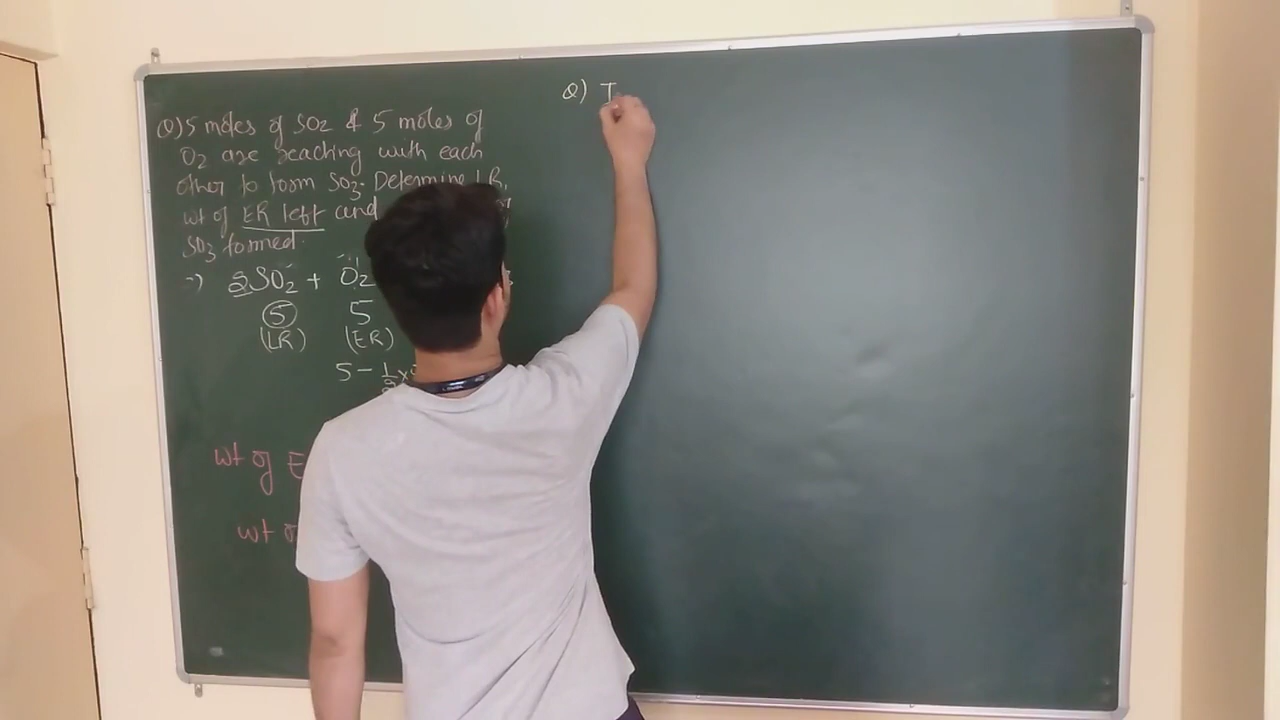 Q) 5 moles of SO2 & 5 moles of
O2 are reacting with each
other to form SO3. Determine LR,
wt of ER left and
SO3 formed.
→) 2SO2 + O2
5 5
(LR) (ER)
5 - 1/2 x
wt of E
wt o
Q) I